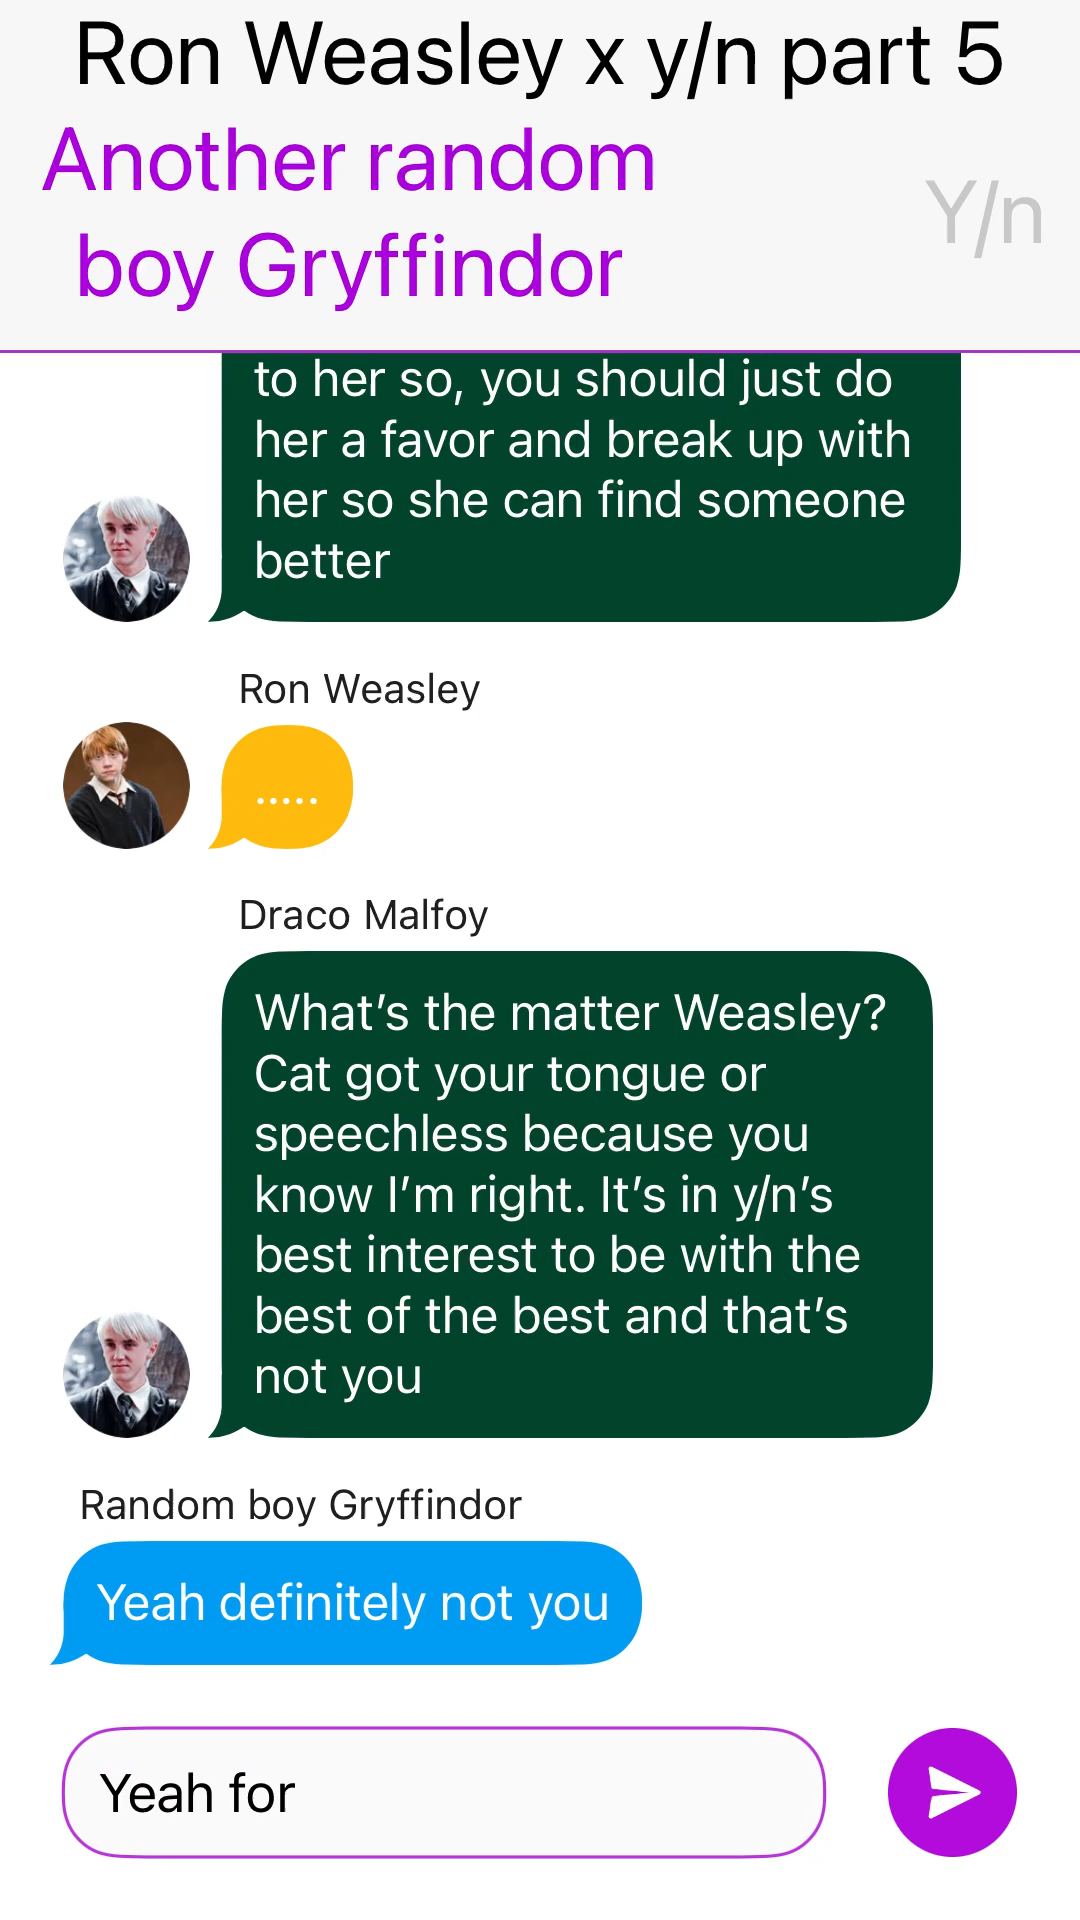 Ron Weasley x y/n part 5
Another random
boy Gryffindor
Y/n
to her so, you should just do
her a favor and break up with
her so she can find someone
better
Ron Weasley
.....
Draco Malfoy
What’s the matter Weasley?
Cat got your tongue or
speechless because you
know I’m right. It’s in y/n’s
best interest to be with the
best of the best and that’s
not you
Random boy Gryffindor
Yeah definitely not you
Yeah for